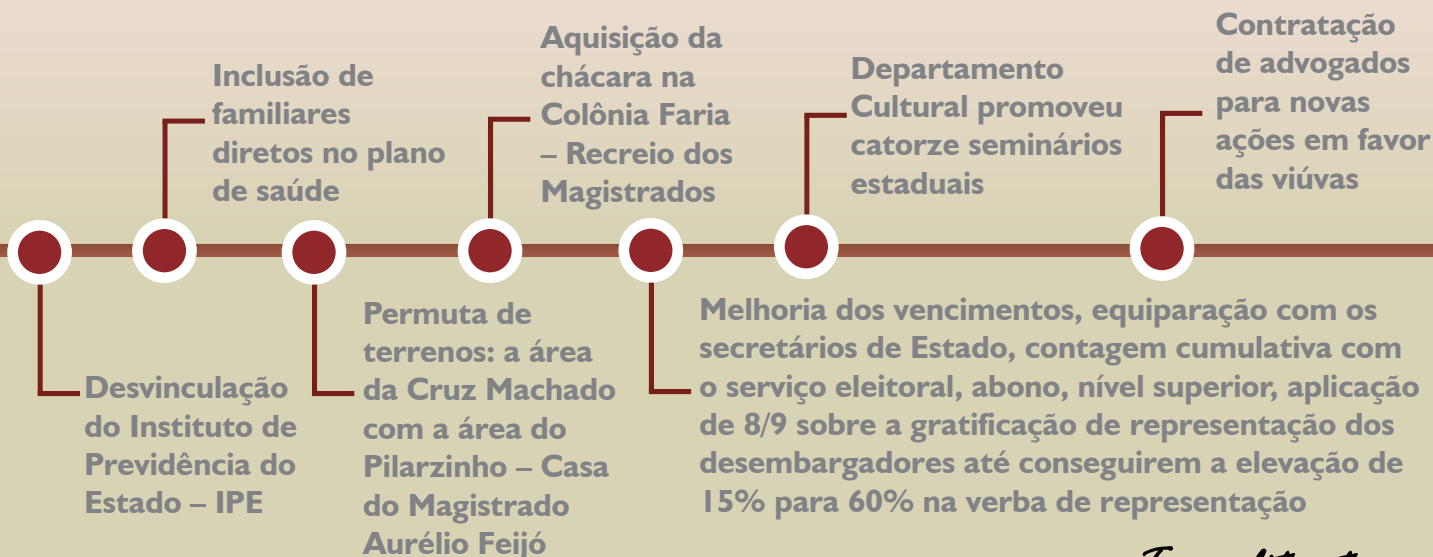 Desvinculação
do Instituto de
Previdência do
Estado – IPE
Inclusão de
familiares
diretos no plano
de saúde
Permuta de
terrenos: a área
da Cruz Machado
com a área do
Pilarzinho – Casa
do Magistrado
Aurélio Feijó
Aquisição da
chácara na
Colônia Faria
– Recreio dos
Magistrados
Melhoria dos vencimentos, equiparação com os
secretários de Estado, contagem cumulativa com
o serviço eleitoral, abono, nível superior, aplicação
de 8/9 sobre a gratificação de representação dos
desembargadores até conseguirem a elevação de
15% para 60% na verba de representação
Departamento
Cultural promoveu
catorze seminários
estaduais
Contratação
de advogados
para novas
ações em favor
das viúvas